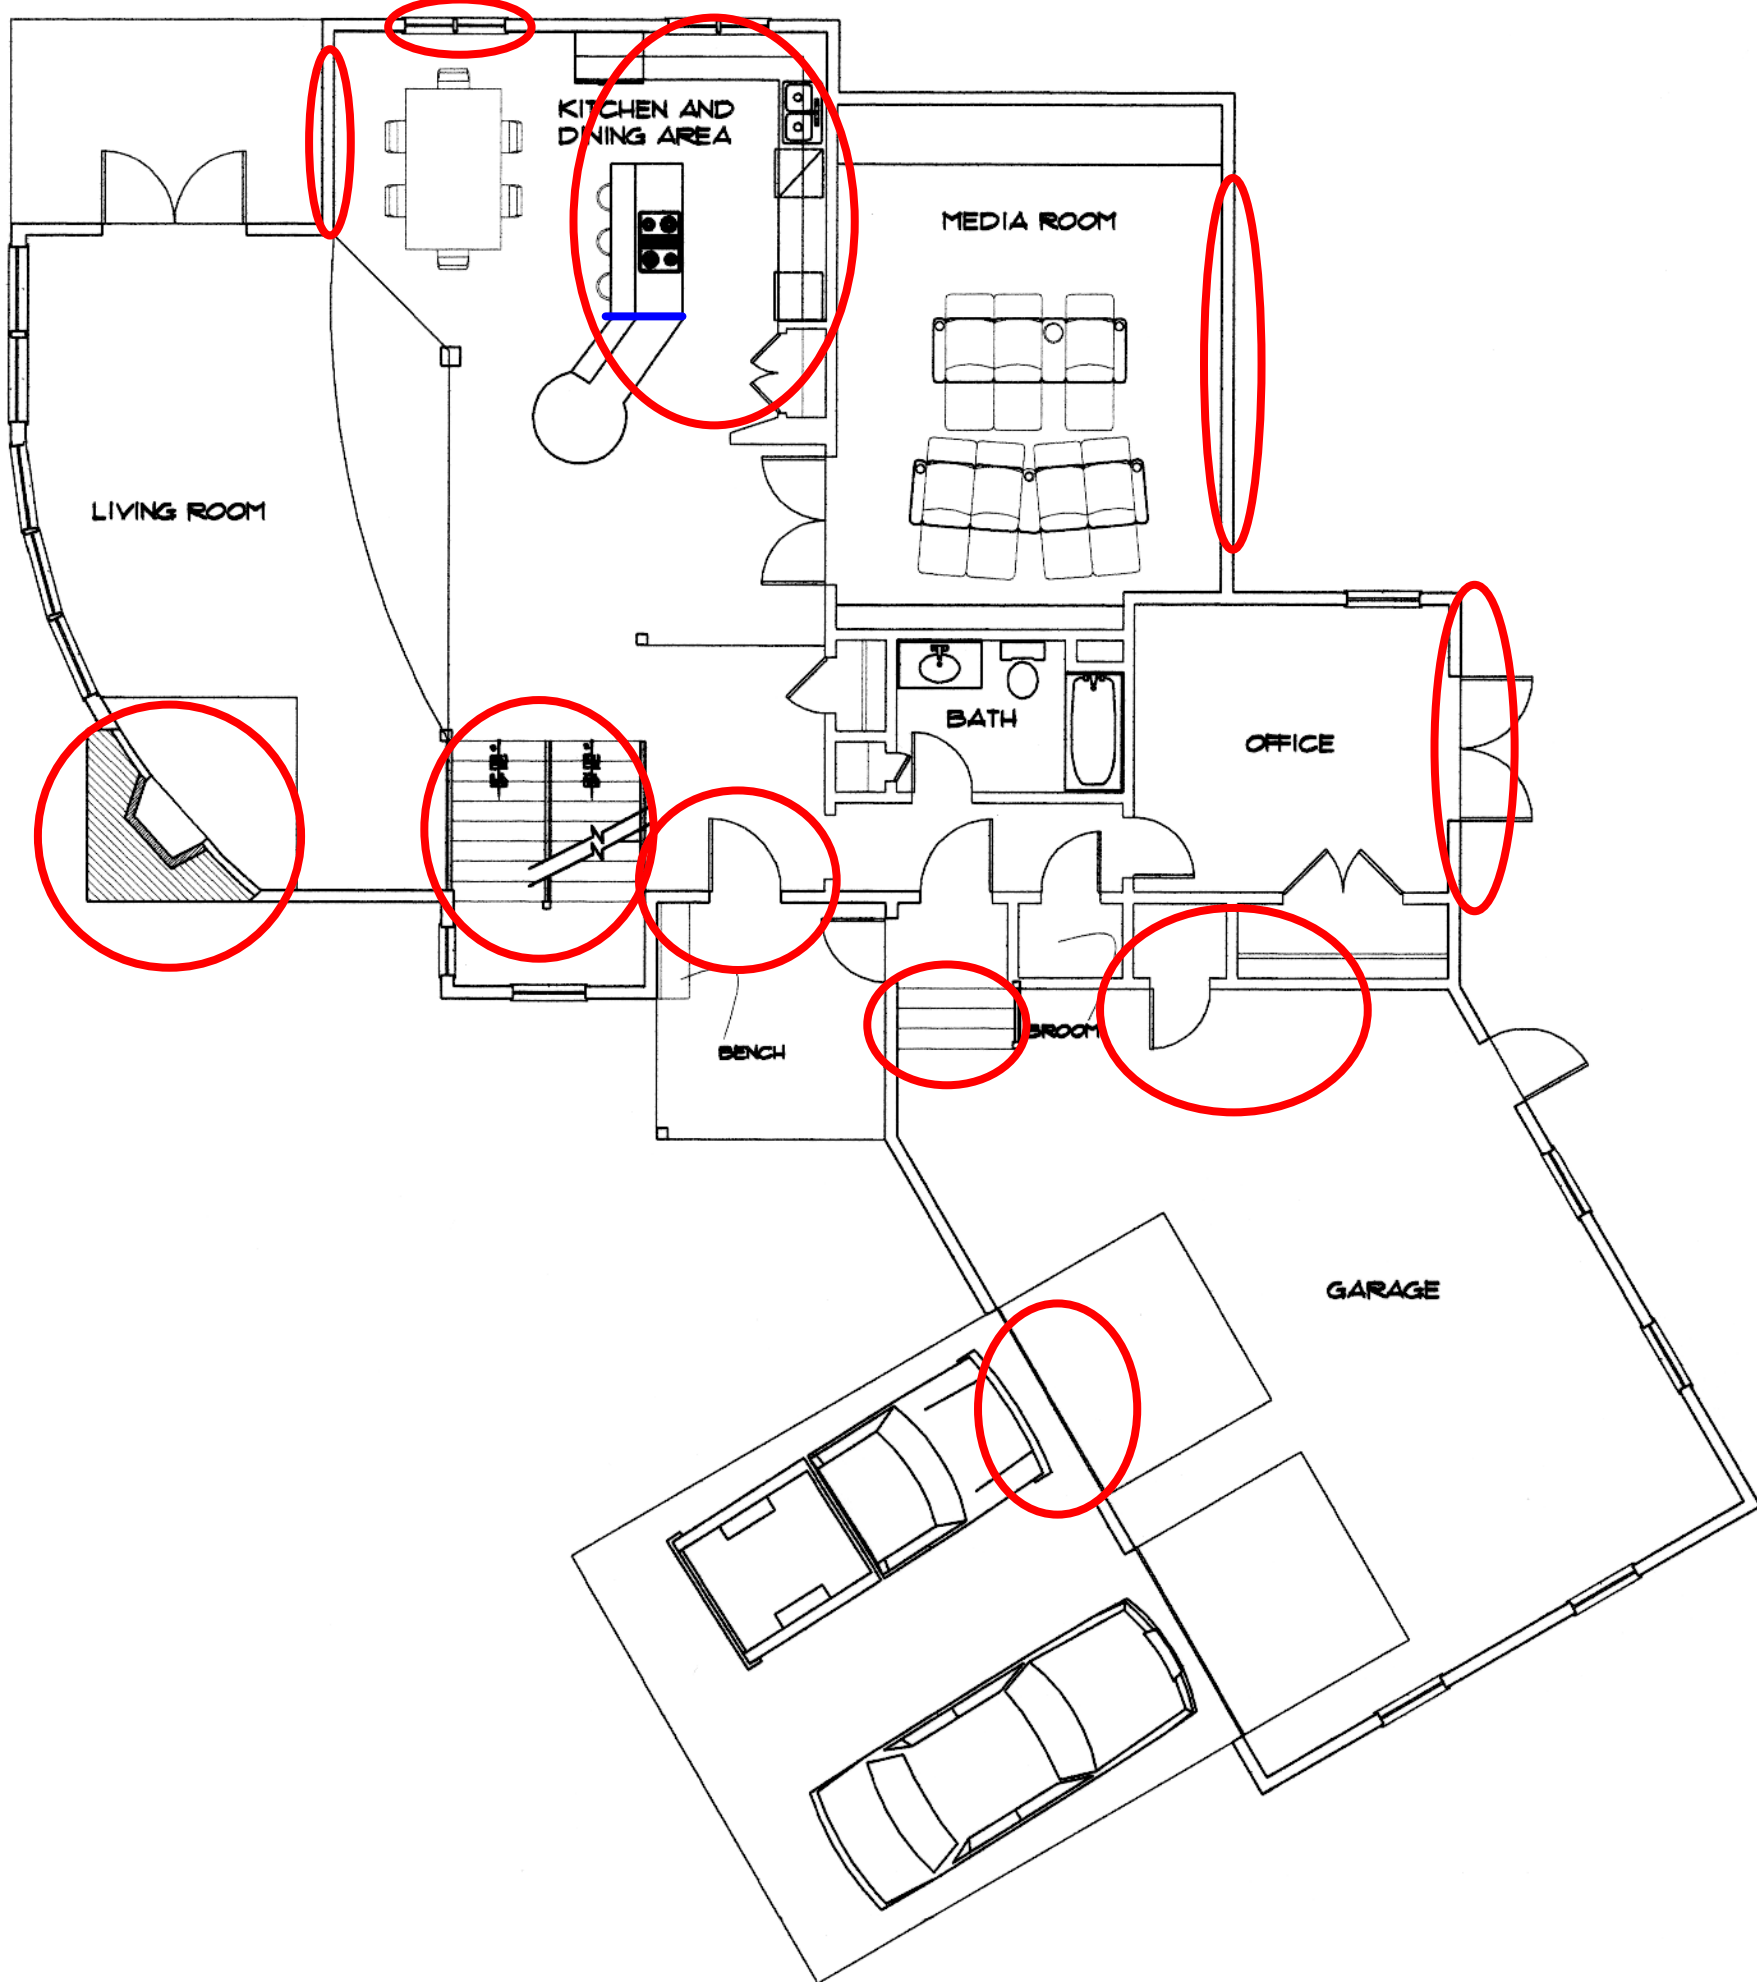 KITCHEN AND
DINING AREA
MEDIA ROOM
LIVING ROOM
BATH
OFFICE
BENCH
BROOM
GARAGE